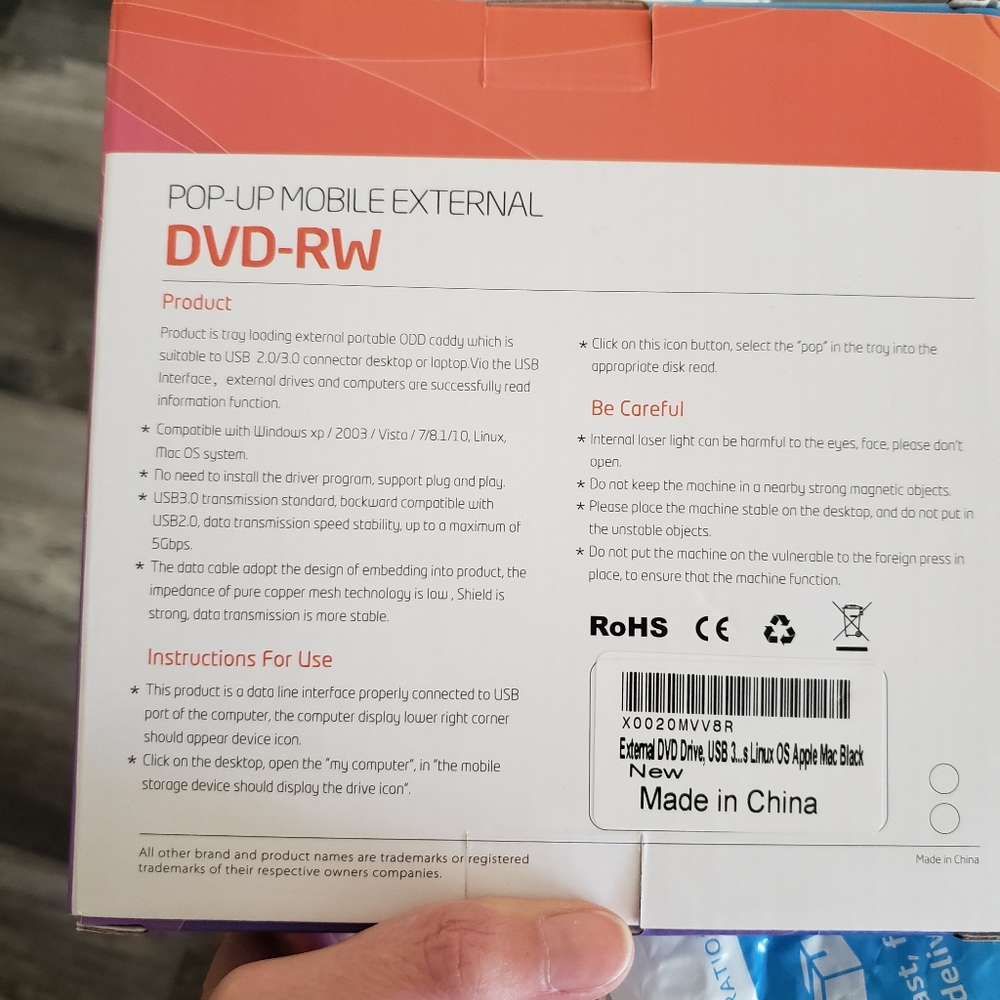 POP-UP MOBILE EXTERNAL
DVD-RW
Product
Product is tray loading external portable ODD caddy which is
suitable to USB 2.0/3.0 connector desktop or laptop.Via the USB
Interface, external drives and computers are successfully read
information function.
* Compatible with Windows xp / 2003 / Vista / 7/8.1/10, Linux,
Mac OS system.
* No need to install the driver program, support plug and play.
* USB3.0 transmission standard, backward compatible with
USB2.0, data transmission speed stability, up to a maximum of
5Gbps.
* The data cable adopt the design of embedding into product, the
impedance of pure copper mesh technology is low , Shield is
strong, data transmission is more stable.
Instructions For Use
* This product is a data line interface properly connected to USB
port of the computer, the computer display lower right corner
should appear device icon.
* Click on the desktop, open the "my computer", in "the mobile
storage device should display the drive icon".
* Click on this icon button, select the "pop" in the tray into the
appropriate disk read.
Be Careful
* Internal laser light can be harmful to the eyes, face, please don't
open.
* Do not keep the machine in a nearby strong magnetic objects.
* Please place the machine stable on the desktop, and do not put in
the unstable objects.
* Do not put the machine on the vulnerable to the foreign press in
place, to ensure that the machine function.
RoHS CE
X0020MVV8R
External DVD Drive, USB 3...s Linux OS Apple Mac Black
New
Made in China
All other brand and product names are trademarks or registered
trademarks of their respective owners companies.
Made in China